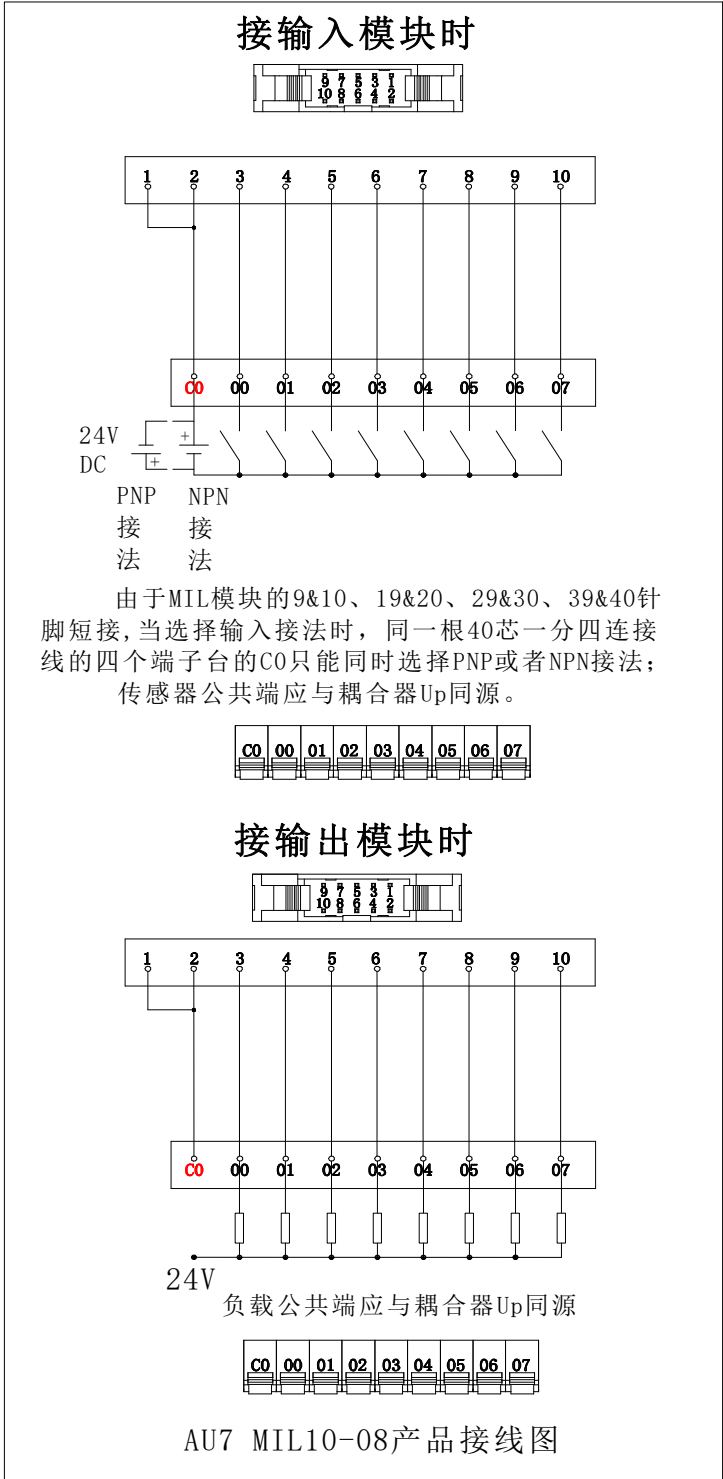 接输入模块时
9 7 5 3 1
10 8 6 4 2
1 2 3 4 5 6 7 8 9 10
C0 00 01 02 03 04 05 06 07
24V
DC
+ +
PNP NPN
接 接
法 法
由于MIL模块的9&10、19&20、29&30、39&40针
脚短接,当选择输入接法时，同一根40芯一分四连接
线的四个端子台的C0只能同时选择PNP或者NPN接法；
传感器公共端应与耦合器Up同源。
C0 00 01 02 03 04 05 06 07
接输出模块时
9 7 5 3 1
10 8 6 4 2
1 2 3 4 5 6 7 8 9 10
C0 00 01 02 03 04 05 06 07
24V
负载公共端应与耦合器Up同源
C0 00 01 02 03 04 05 06 07
AU7 MIL10-08产品接线图